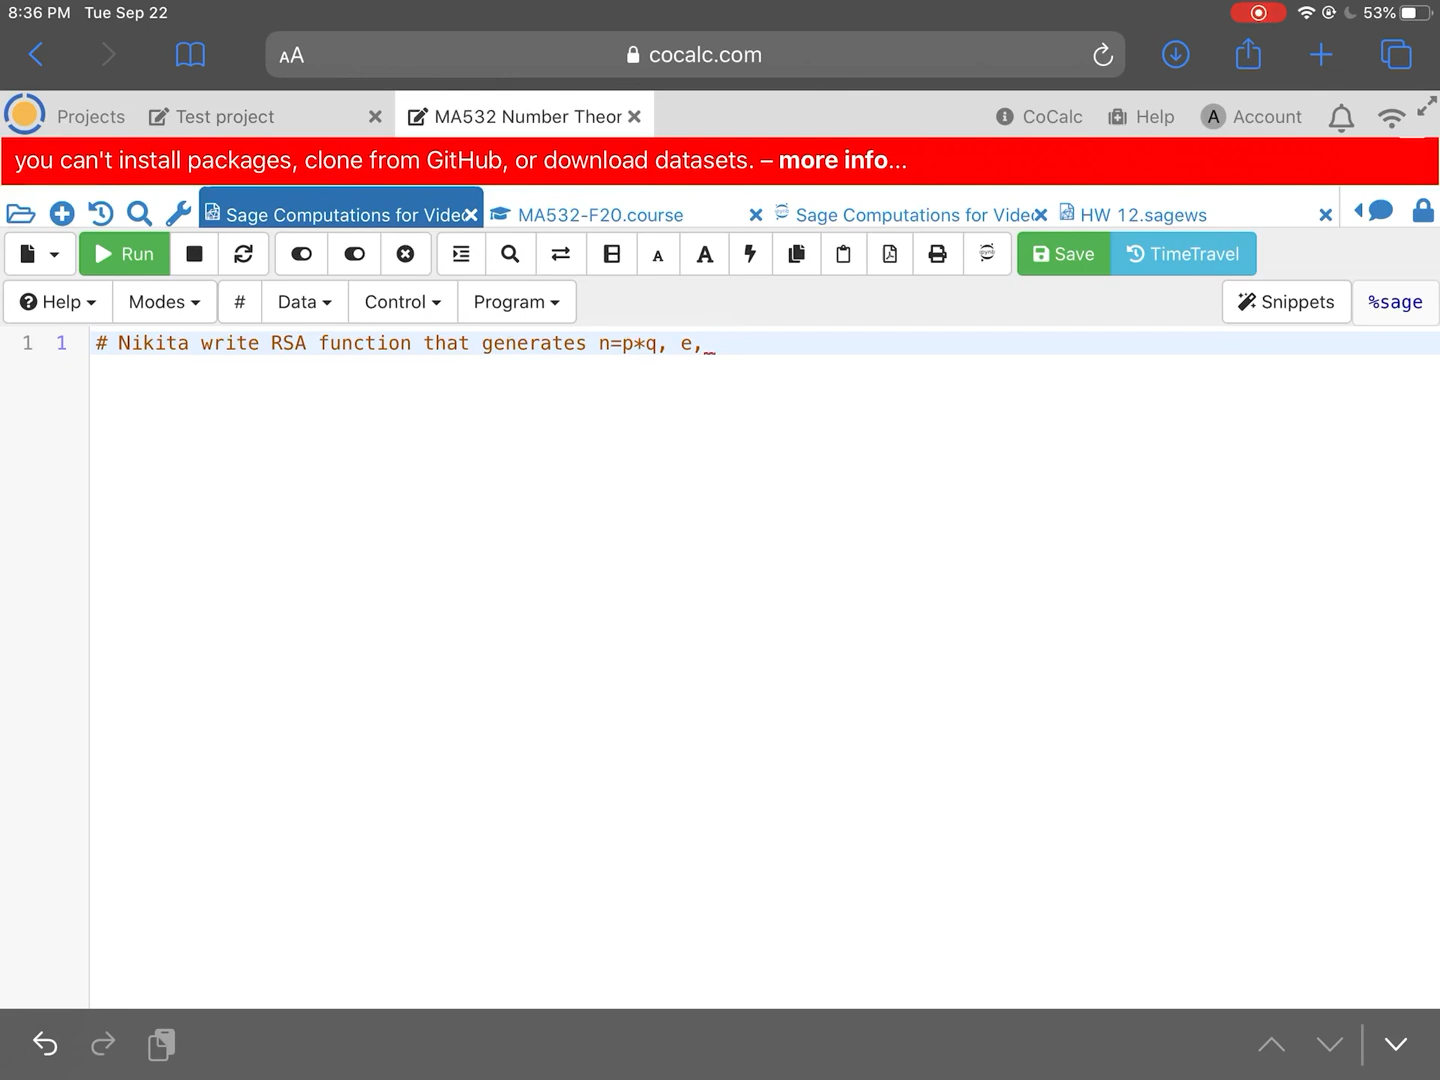 8:36 PM Tue Sep 22 53%
AA cocalc.com
Projects Test project MA532 Number Theor CoCalc Help A Account
you can't install packages, clone from GitHub, or download datasets. – more info...
Sage Computations for Video MA532-F20.course Sage Computations for Video HW 12.sagews
Run A A Save TimeTravel
Help Modes # Data Control Program Snippets %sage
1 1 # Nikita write RSA function that generates n=p*q, e,